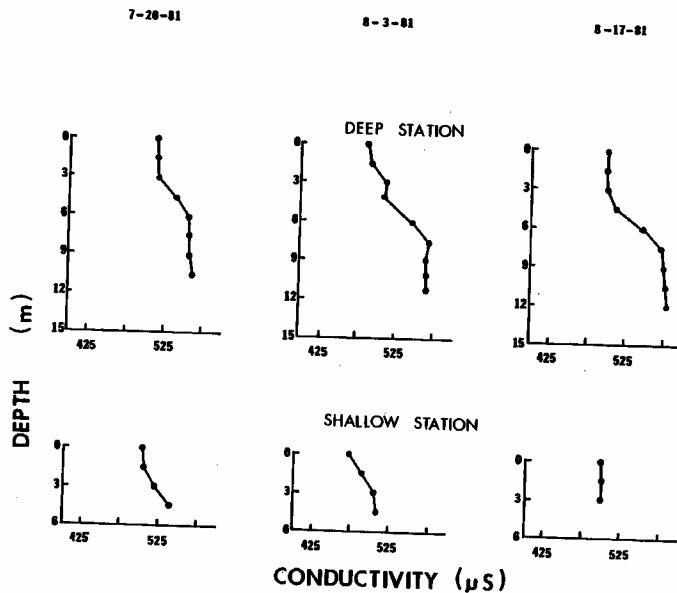 7-20-81 8-3-81 8-17-81
DEEP STATION
0 0 0
3 3 3
6 6 6
9 9 9
12 12 12
15 15 15
425 525 425 525 425 525
DEPTH (m)
SHALLOW STATION
0 0 0
3 3 3
6 6 6
425 525 425 525 425 525
CONDUCTIVITY (µS)